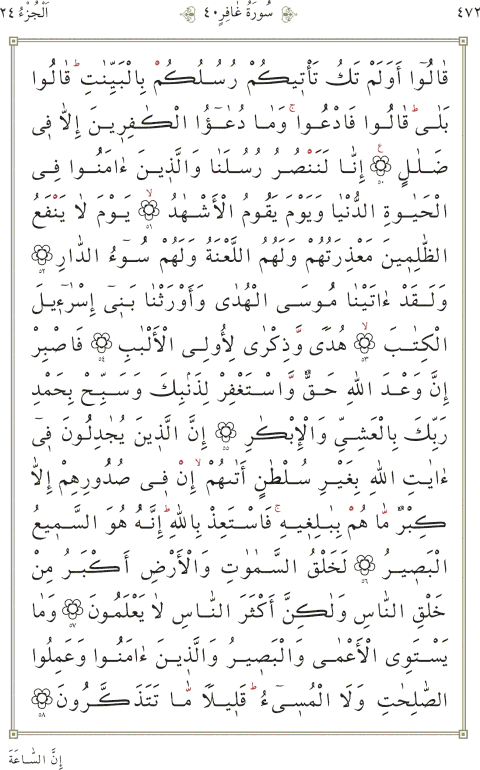 ٤٧٢ سُورَةُ غَافِرٍ ٤٠ اَلْجُزْءُ ٢٤
قَالُوٓا أَوَلَمْ تَكُ تَأْتِيكُمْ رُسُلُكُمْ بِالْبَيِّنَٰتِ ۖ قَالُوا
بَلَىٰ ۖ قَالُوا فَادْعُوا ۗ وَمَا دُعَٰٓؤُا الْكَٰفِرِينَ إِلَّا فِى
ضَلَٰلٍ ۝٥٠ إِنَّا لَنَنْصُرُ رُسُلَنَا وَالَّذِينَ ءَامَنُوا فِى
الْحَيَوٰةِ الدُّنْيَا وَيَوْمَ يَقُومُ الْأَشْهَٰدُ ۝٥١ يَوْمَ لَا يَنْفَعُ
الظَّٰلِمِينَ مَعْذِرَتُهُمْ وَلَهُمُ اللَّعْنَةُ وَلَهُمْ سُوٓءُ الدَّارِ ۝٥٢
وَلَقَدْ ءَاتَيْنَا مُوسَى الْهُدَىٰ وَأَوْرَثْنَا بَنِىٓ إِسْرَٰٓءِيلَ
الْكِتَٰبَ ۝٥٣ هُدًى وَذِكْرَىٰ لِأُولِى الْأَلْبَٰبِ ۝٥٤ فَاصْبِرْ
إِنَّ وَعْدَ اللَّهِ حَقٌّ وَاسْتَغْفِرْ لِذَنْبِكَ وَسَبِّحْ بِحَمْدِ
رَبِّكَ بِالْعَشِىِّ وَالْإِبْكَٰرِ ۝٥٥ إِنَّ الَّذِينَ يُجَٰدِلُونَ فِىٓ
ءَايَٰتِ اللَّهِ بِغَيْرِ سُلْطَٰنٍ أَتَىٰهُمْ ۙ إِنْ فِى صُدُورِهِمْ إِلَّا
كِبْرٌ مَا هُمْ بِبَٰلِغِيهِ ۚ فَاسْتَعِذْ بِاللَّهِ ۖ إِنَّهُ هُوَ السَّمِيعُ
الْبَصِيرُ ۝٥٦ لَخَلْقُ السَّمَٰوَٰتِ وَالْأَرْضِ أَكْبَرُ مِنْ
خَلْقِ النَّاسِ وَلَٰكِنَّ أَكْثَرَ النَّاسِ لَا يَعْلَمُونَ ۝٥٧ وَمَا
يَسْتَوِى الْأَعْمَىٰ وَالْبَصِيرُ وَالَّذِينَ ءَامَنُوا وَعَمِلُوا
الصَّٰلِحَٰتِ وَلَا الْمُسِىٓءُ ۖ قَلِيلًا مَا تَتَذَكَّرُونَ ۝٥٨
إِنَّ السَّاعَةَ